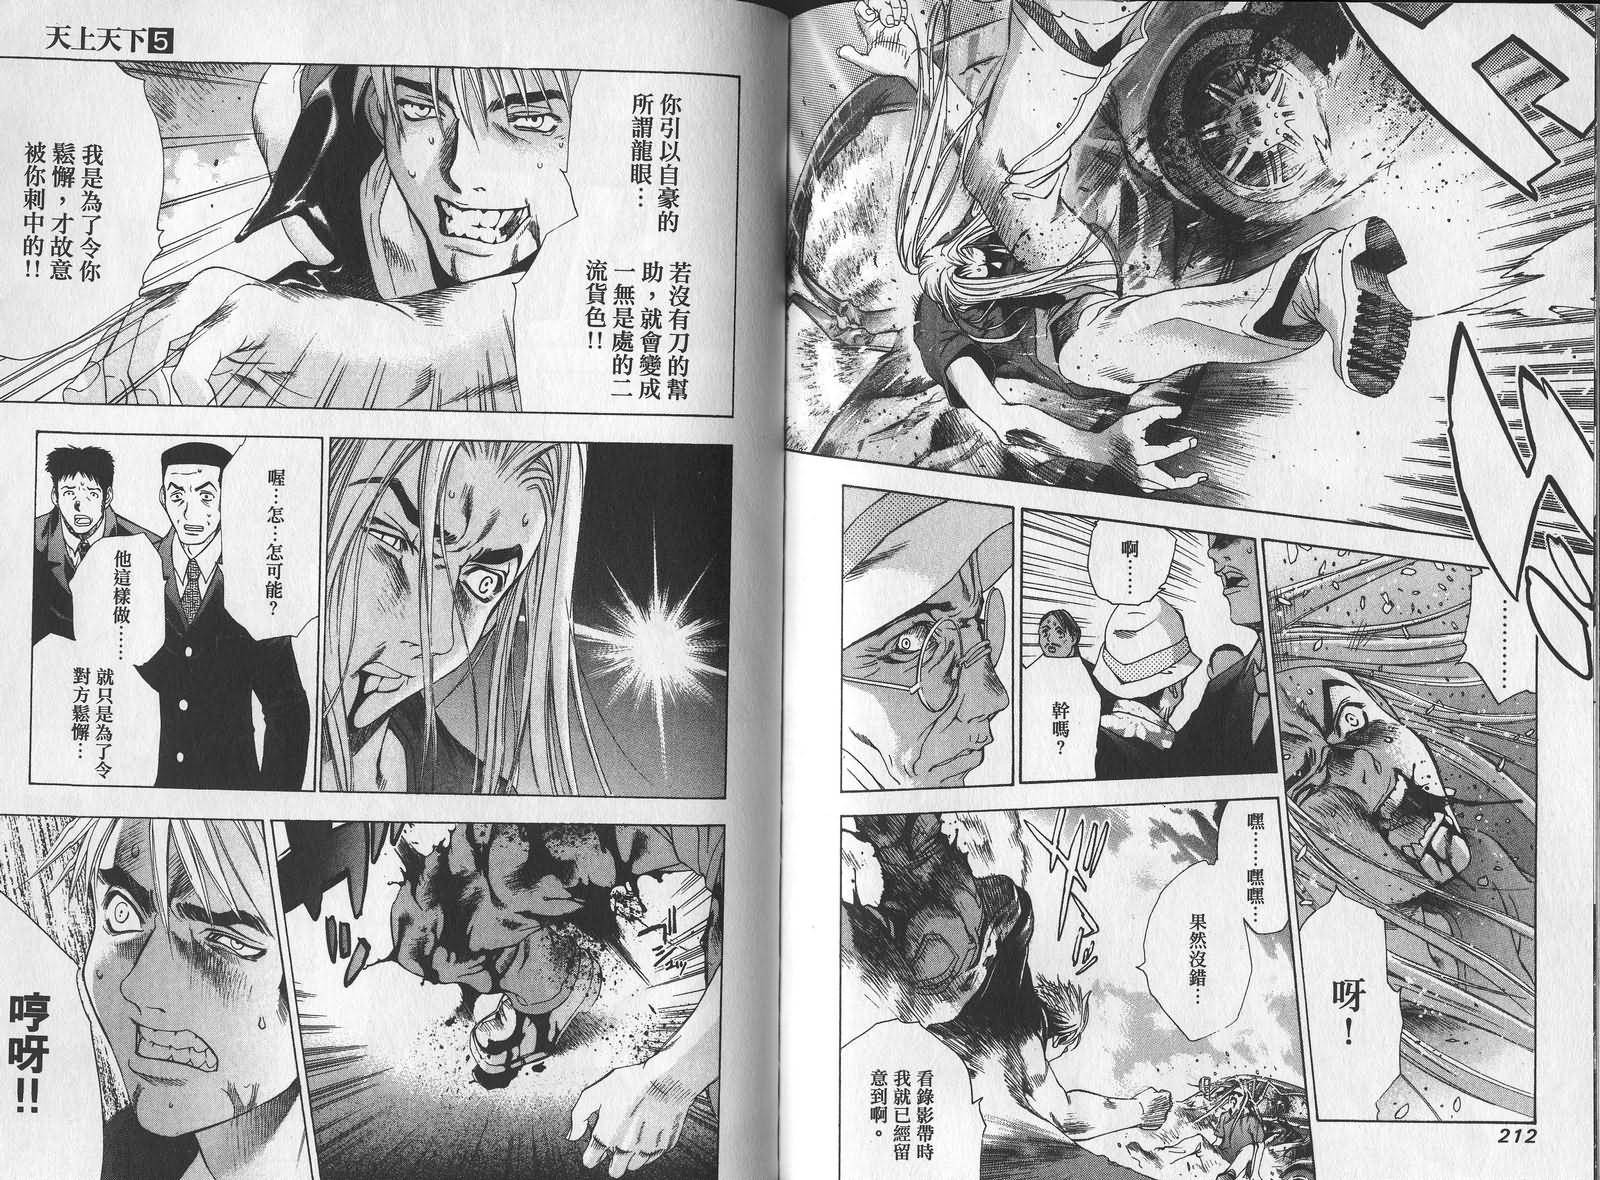 ………
呀！
啊………
幹嗎？
嘿………
嘿嘿…
果然沒錯…
看錄影帶時
我就已經留
意到啊。
212
天上天下5
你引以自豪的
所謂龍眼…
若沒有刀的幫
助，就會變成
一無是處的二
流貨色!!
我是為了令你
鬆懈，才故意
被你刺中的!!
喔…怎…怎可能？
他這樣做……
就只是為了令
對方鬆懈…
哼呀!!